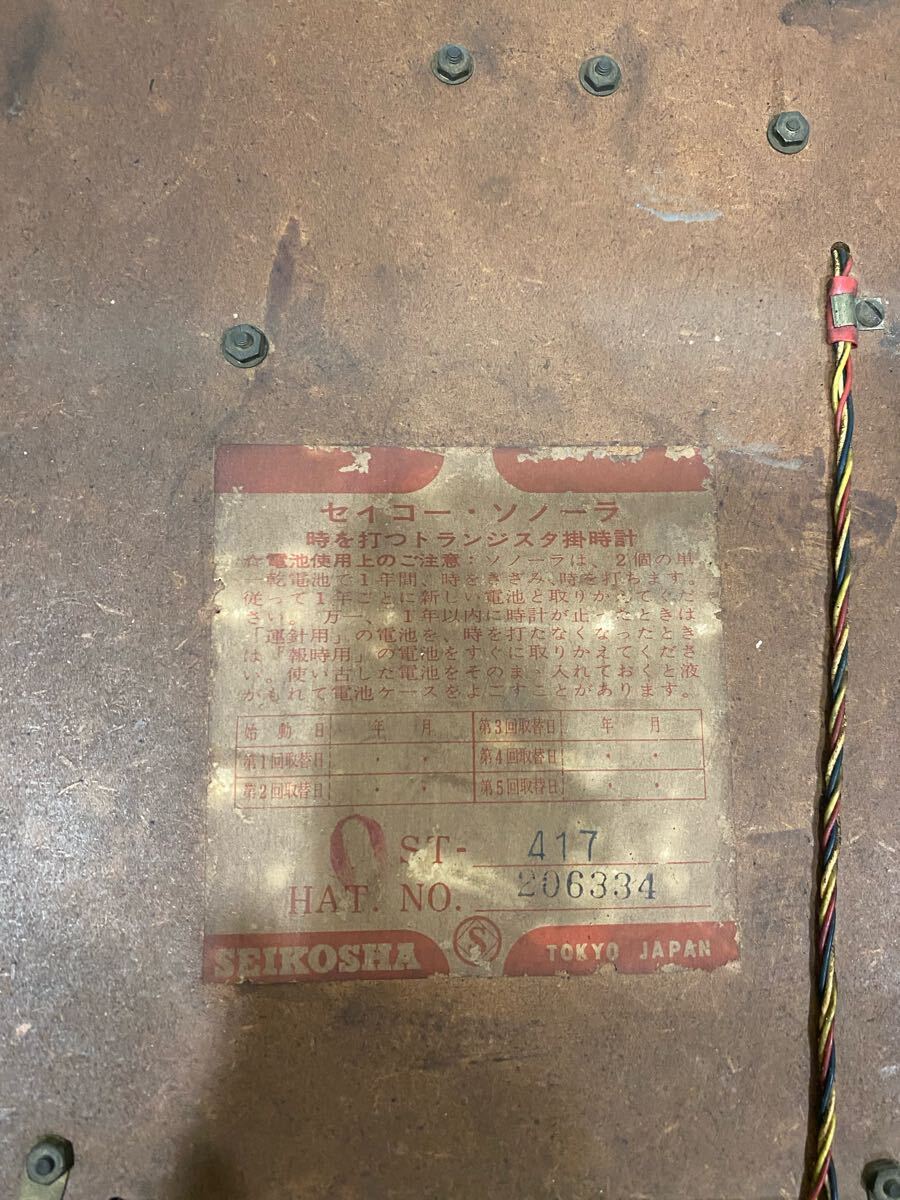 セイコー・ソノーラ
時を打つトランジスタ掛時計
☆電池使用上のご注意:ソノーラは、2個の単
一乾電池で1年間、時をきざみ、時を打ちます。
従って1年ごとに新しい電池と取りかえてくだ
さい。万一、1年以内に時計が止ったときは
「運針用」の電池を、時を打たなくなったとき
は「報時用」の電池をすぐに取りかえてくださ
い。使い古した電池をそのまゝ入れておくと液
がもれて電池ケースをよごすことがあります。
始動日 年 月 第3回取替日 年 月
第1回取替日 ・ ・ 第4回取替日 ・ ・
第2回取替日 ・ ・ 第5回取替日 ・ ・
ST- 417
HAT. NO. 206334
SEIKOSHA S TOKYO JAPAN